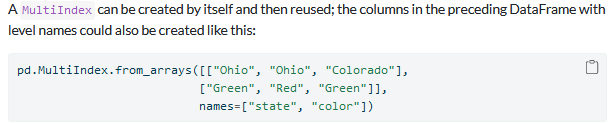 A MultiIndex can be created by itself and then reused; the columns in the preceding DataFrame with
level names could also be created like this:
pd.MultiIndex.from_arrays([["Ohio", "Ohio", "Colorado"],
                           ["Green", "Red", "Green"]],
                          names=["state", "color"])